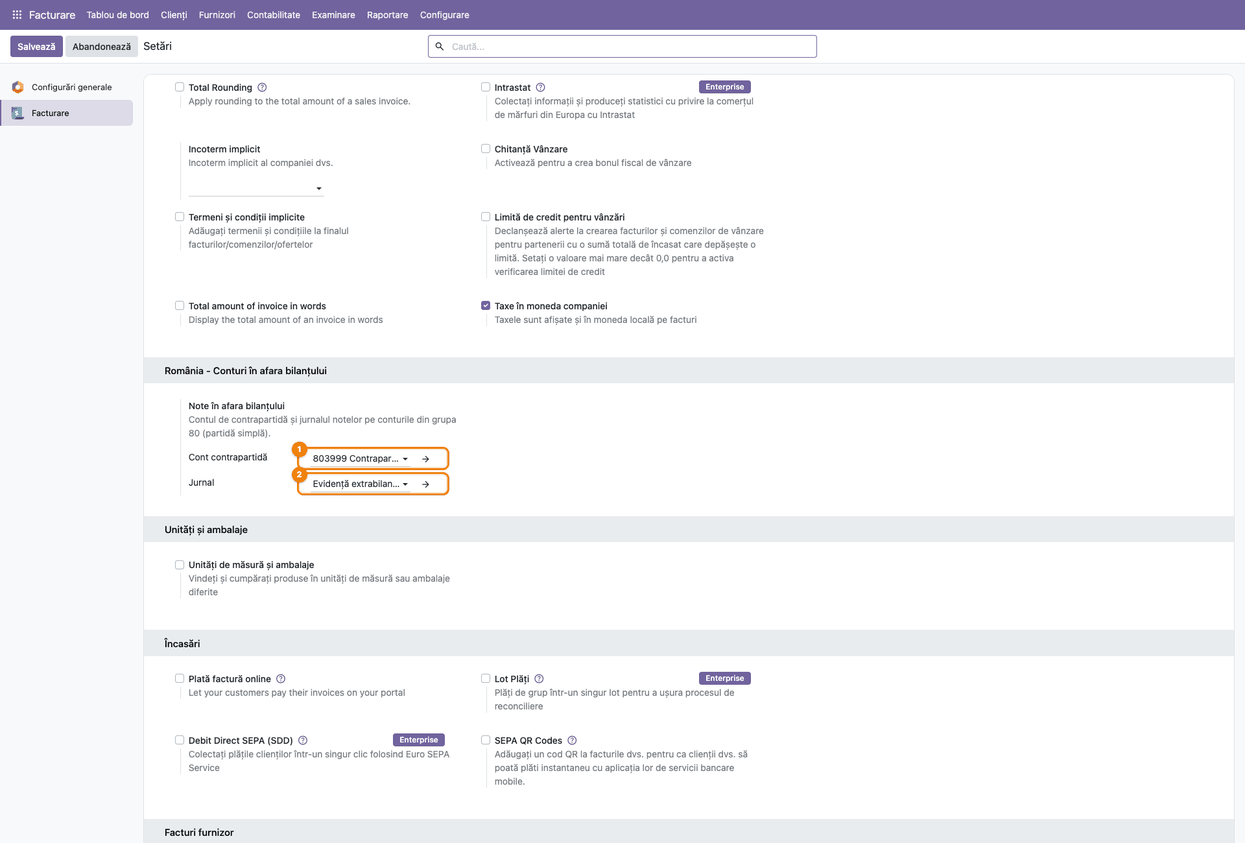 Facturare Tablou de bord Clienți Furnizori Contabilitate Examinare Raportare Configurare
Salvează Abandonează Setări Caută...
Configurări generale
Facturare
Total Rounding ?
Apply rounding to the total amount of a sales invoice.
Intrastat ? Enterprise
Colectați informații și produceți statistici cu privire la comerțul
de mărfuri din Europa cu Intrastat
Incoterm implicit
Incoterm implicit al companiei dvs.
Chitanță Vânzare
Activează pentru a crea bonul fiscal de vânzare
Termeni și condiții implicite
Adăugați termenii și condițiile la finalul
facturilor/comenzilor/ofertelor
Limită de credit pentru vânzări
Declanșează alerte la crearea facturilor și comenzilor de vânzare
pentru partenerii cu o sumă totală de încasat care depășește o
limită. Setați o valoare mai mare decât 0,0 pentru a activa
verificarea limitei de credit
Total amount of invoice in words
Display the total amount of an invoice in words
Taxe în moneda companiei
Taxele sunt afișate și în moneda locală pe facturi
România - Conturi în afara bilanțului
Note în afara bilanțului
Contul de contrapartidă și jurnalul notelor pe conturile din grupa
80 (partidă simplă).
1
Cont contrapartidă 803999 Contrapar...
2
Jurnal Evidență extrabilan...
Unități și ambalaje
Unități de măsură și ambalaje
Vindeți și cumpărați produse în unități de măsură sau ambalaje
diferite
Încasări
Plată factură online ?
Let your customers pay their invoices on your portal
Lot Plăți ? Enterprise
Plăți de grup într-un singur lot pentru a ușura procesul de
reconciliere
Debit Direct SEPA (SDD) ? Enterprise
Colectați plățile clienților într-un singur clic folosind Euro SEPA
Service
SEPA QR Codes ?
Adăugați un cod QR la facturile dvs. pentru ca clienții dvs. să
poată plăti instantaneu cu aplicația lor de servicii bancare
mobile.
Facturi furnizor